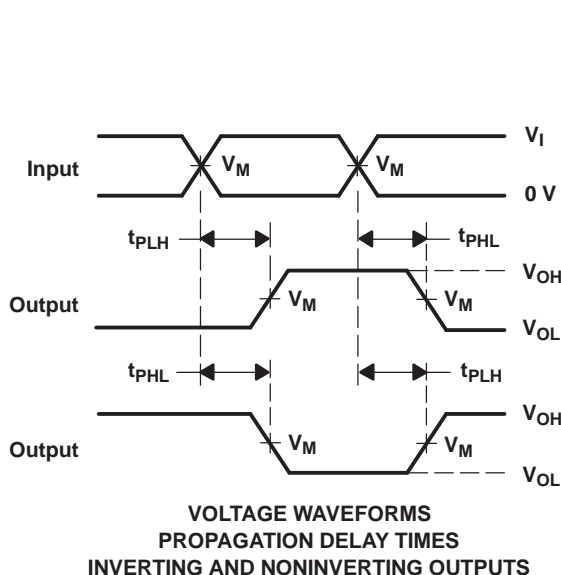 VI
Input
VM
VM
0 V
tPLH
tPHL
VOH
Output
VM
VM
VOL
tPHL
tPLH
VOH
Output
VM
VM
VOL
VOLTAGE WAVEFORMS
PROPAGATION DELAY TIMES
INVERTING AND NONINVERTING OUTPUTS